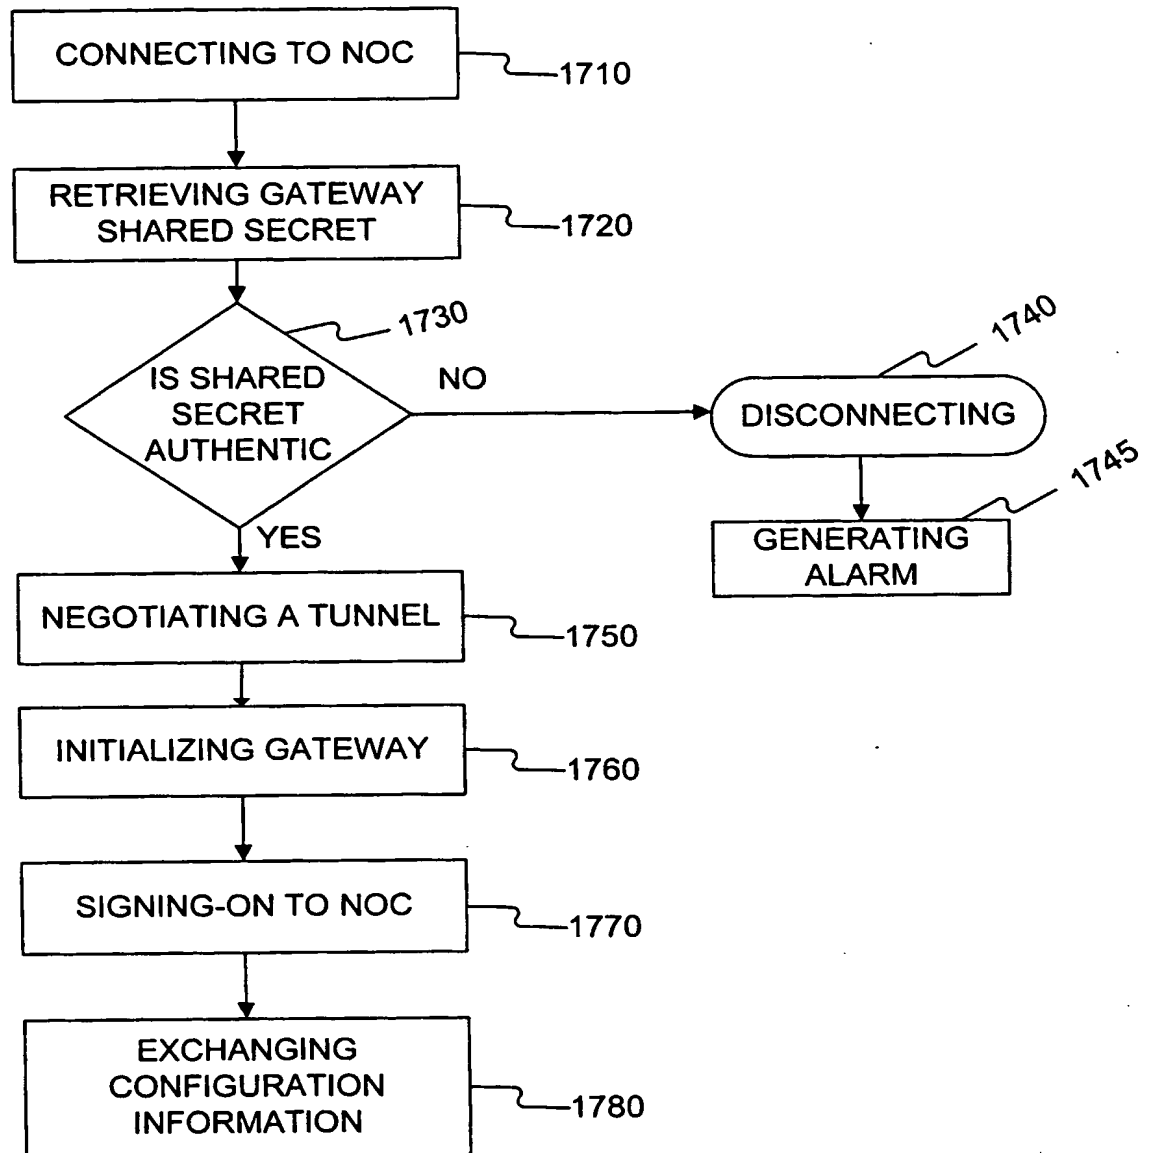 CONNECTING TO NOC
1710
RETRIEVING GATEWAY
SHARED SECRET
1720
1730
IS SHARED
SECRET
AUTHENTIC
NO
1740
DISCONNECTING
1745
GENERATING
ALARM
YES
NEGOTIATING A TUNNEL
1750
INITIALIZING GATEWAY
1760
SIGNING-ON TO NOC
1770
EXCHANGING
CONFIGURATION
INFORMATION
1780